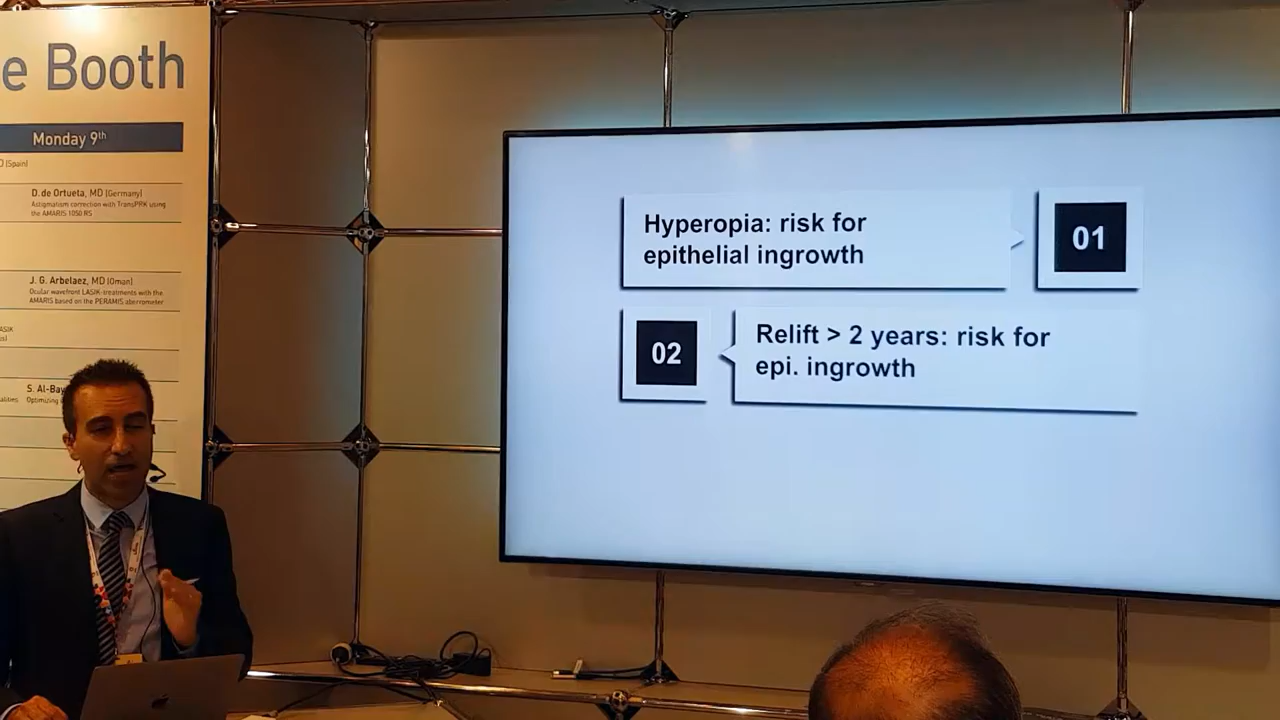 e Booth
Monday 9th
(Spain)
D. de Ortueta, MD (Germany)
Astigmatism correction with TransPRK using
the AMARIS 1050 RS
J. G. Arbelaez, MD (Oman)
Ocular wavefront LASIK-treatments with the
AMARIS based on the PERAMIS aberrometer
S. Al-Bay
Optimizing
Hyperopia: risk for
epithelial ingrowth
01
02
Relift > 2 years: risk for
epi. ingrowth